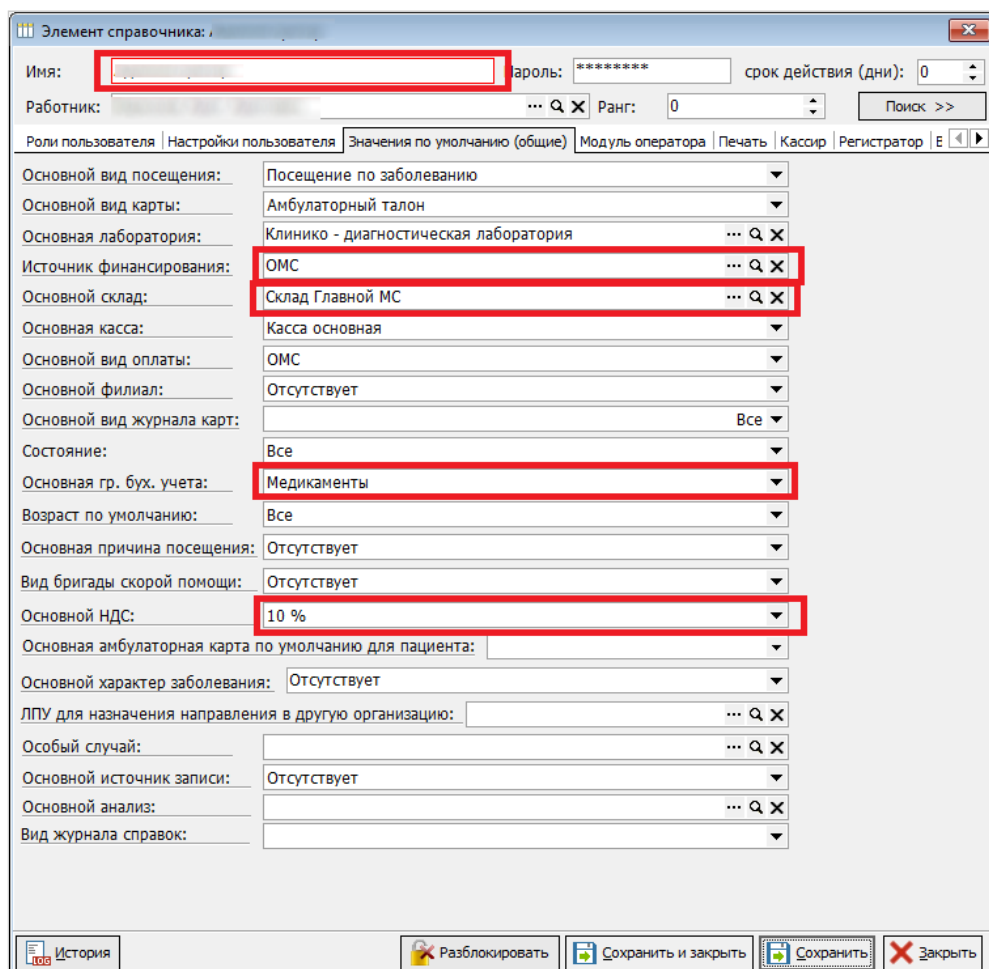 Элемент справочника:
Имя: Пароль: ******** срок действия (дни): 0
Работник: Ранг: 0 Поиск >>
Роли пользователя Настройки пользователя Значения по умолчанию (общие) Модуль оператора Печать Кассир Регистратор
Основной вид посещения: Посещение по заболеванию
Основной вид карты: Амбулаторный талон
Основная лаборатория: Клинико - диагностическая лаборатория
Источник финансирования: ОМС
Основной склад: Склад Главной МС
Основная касса: Касса основная
Основной вид оплаты: ОМС
Основной филиал: Отсутствует
Основной вид журнала карт: Все
Состояние: Все
Основная гр. бух. учета: Медикаменты
Возраст по умолчанию: Все
Основная причина посещения: Отсутствует
Вид бригады скорой помощи: Отсутствует
Основной НДС: 10 %
Основная амбулаторная карта по умолчанию для пациента:
Основной характер заболевания: Отсутствует
ЛПУ для назначения направления в другую организацию:
Особый случай:
Основной источник записи: Отсутствует
Основной анализ:
Вид журнала справок:
LOG История Разблокировать Сохранить и закрыть Сохранить Закрыть